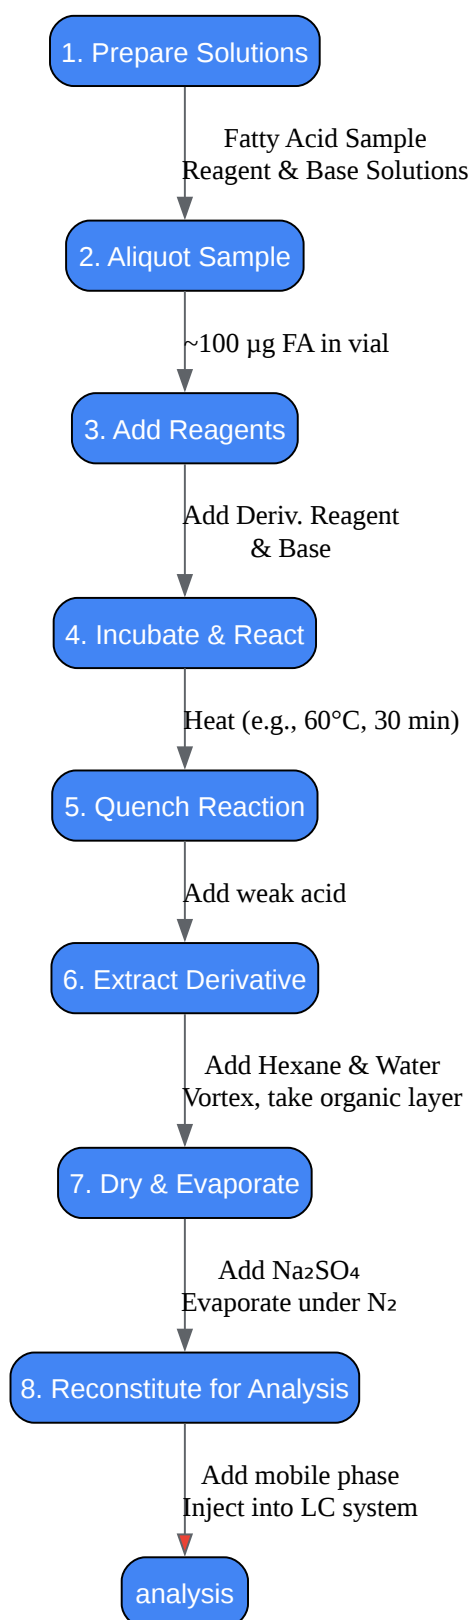 1. Prepare Solutions
Fatty Acid Sample
Reagent & Base Solutions
2. Aliquot Sample
~100 µg FA in vial
3. Add Reagents
Add Deriv. Reagent
& Base
4. Incubate & React
Heat (e.g., 60°C, 30 min)
5. Quench Reaction
Add weak acid
6. Extract Derivative
Add Hexane & Water
Vortex, take organic layer
7. Dry & Evaporate
Add Na₂SO₄
Evaporate under N₂
8. Reconstitute for Analysis
Add mobile phase
Inject into LC system
analysis